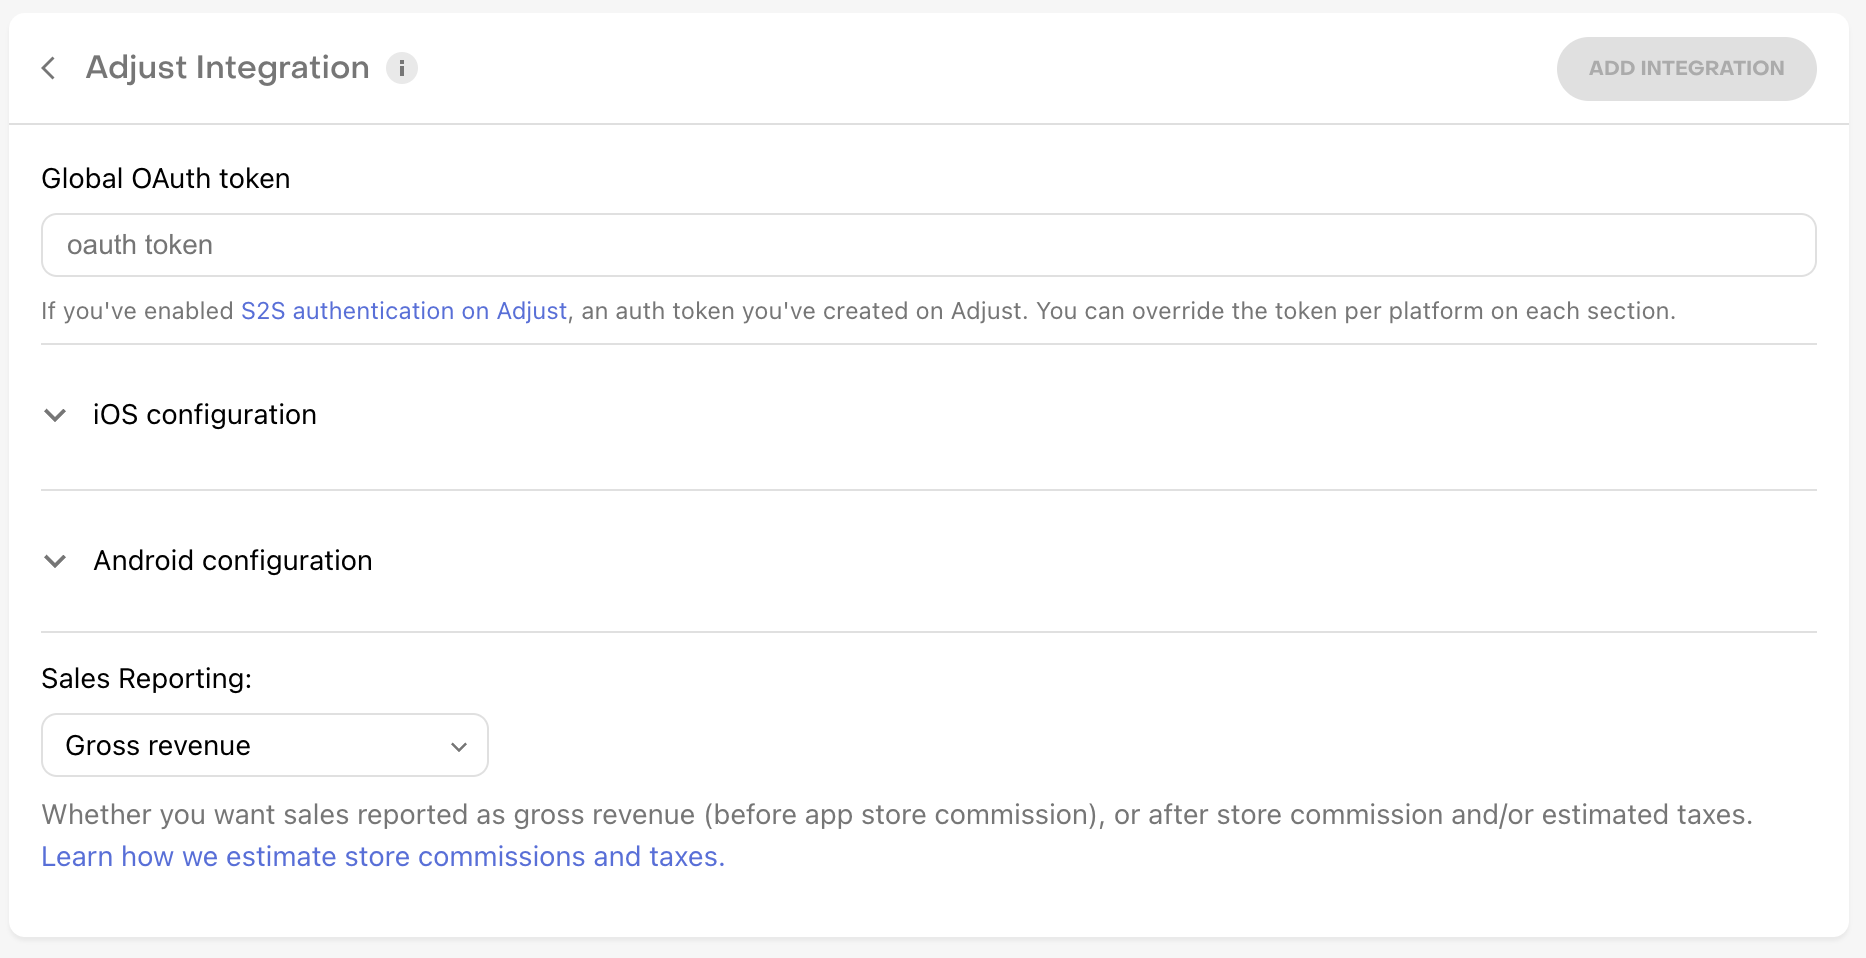 Adjust Integration
ADD INTEGRATION
Global OAuth token
oauth token
If you've enabled S2S authentication on Adjust, an auth token you've created on Adjust. You can override the token per platform on each section.
iOS configuration
Android configuration
Sales Reporting:
Gross revenue
Whether you want sales reported as gross revenue (before app store commission), or after store commission and/or estimated taxes.
Learn how we estimate store commissions and taxes.